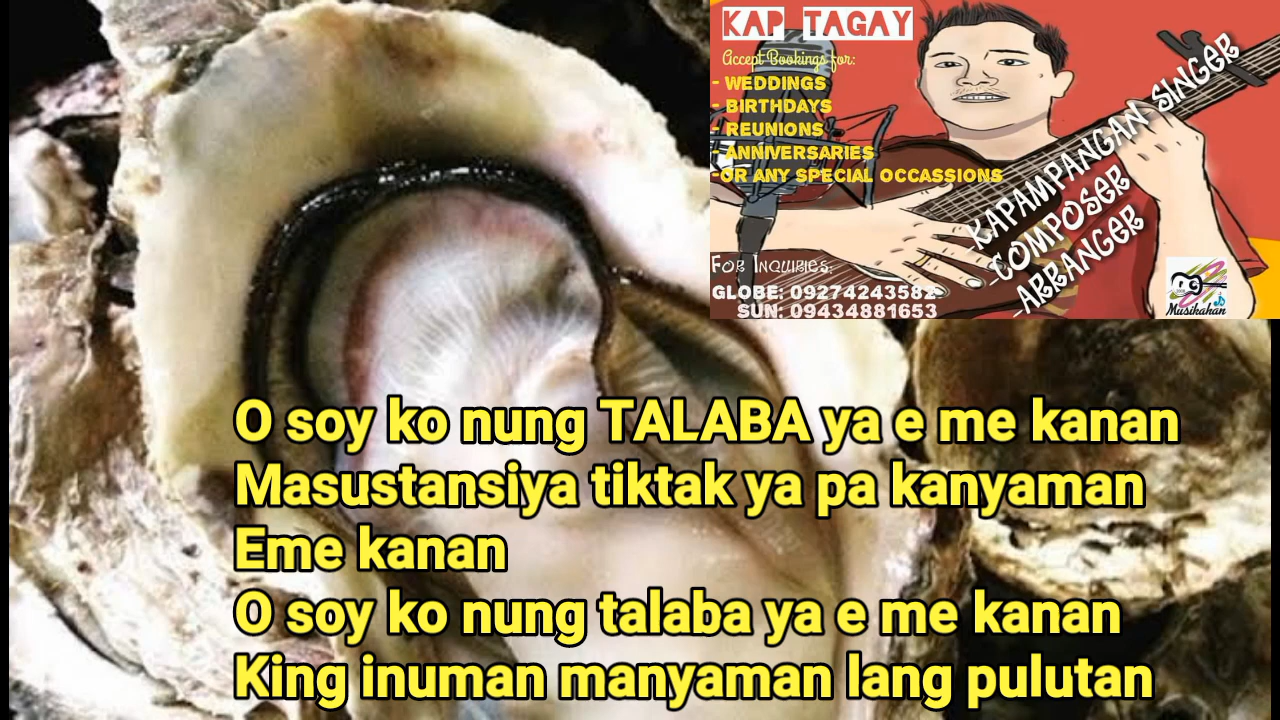 KAP TAGAY
Accept Bookings for:
- WEDDINGS
- BIRTHDAYS
- REUNIONS
- ANNIVERSARIES
-OR ANY SPECIAL OCCASSIONS
KAPAMPANGAN SINGER
-COMPOSER
-ARRANGER
FOR INQUIRIES:
GLOBE: 09274243582
SUN: 09434881653
Musikahan
O soy ko nung TALABA ya e me kanan
Masustansiya tiktak ya pa kanyaman
Eme kanan
O soy ko nung talaba ya e me kanan
King inuman manyaman lang pulutan